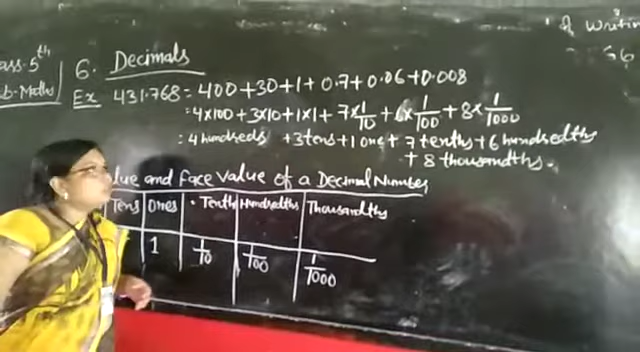 ass-5th
6. Decimals
of Writin
b-Maths
Ex 431.768 = 400+30+1+0.7+0.06+0.008
=4×100+3×10+1×1+7×1/10+6×1/100+8×1/1000
=4 hundreds +3 tens+1 one+7 tenths+6 hundredths
+8 thousandths.
lue and Face Value of a Decimal Number
Tens Ones . Tenth Hundredths Thousandths
1 1/10 1/100 1/1000